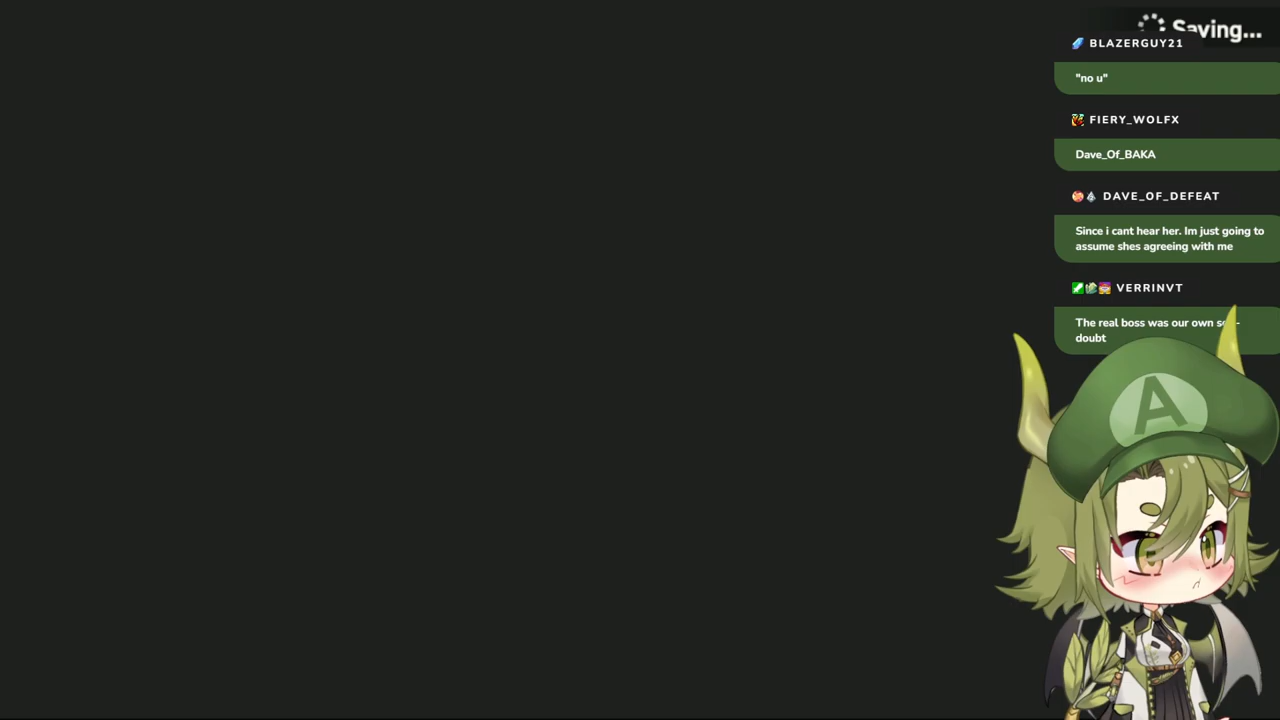 Saving...
BLAZERGUY21
"no u"
FIERY_WOLFX
Dave_Of_BAKA
DAVE_OF_DEFEAT
Since i cant hear her. Im just going to
assume shes agreeing with me
VERRINVT
The real boss was our own
doubt
A